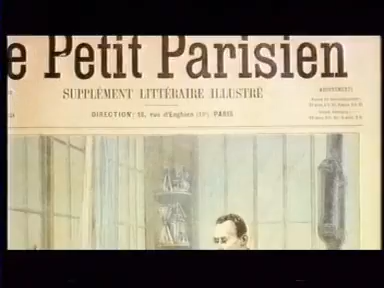 e Petit Parisien
SUPPLÉMENT LITTÉRAIRE ILLUSTRÉ
DIRECTION: 18, rue d'Enghien (10e) PARIS
ABONNEMENTS